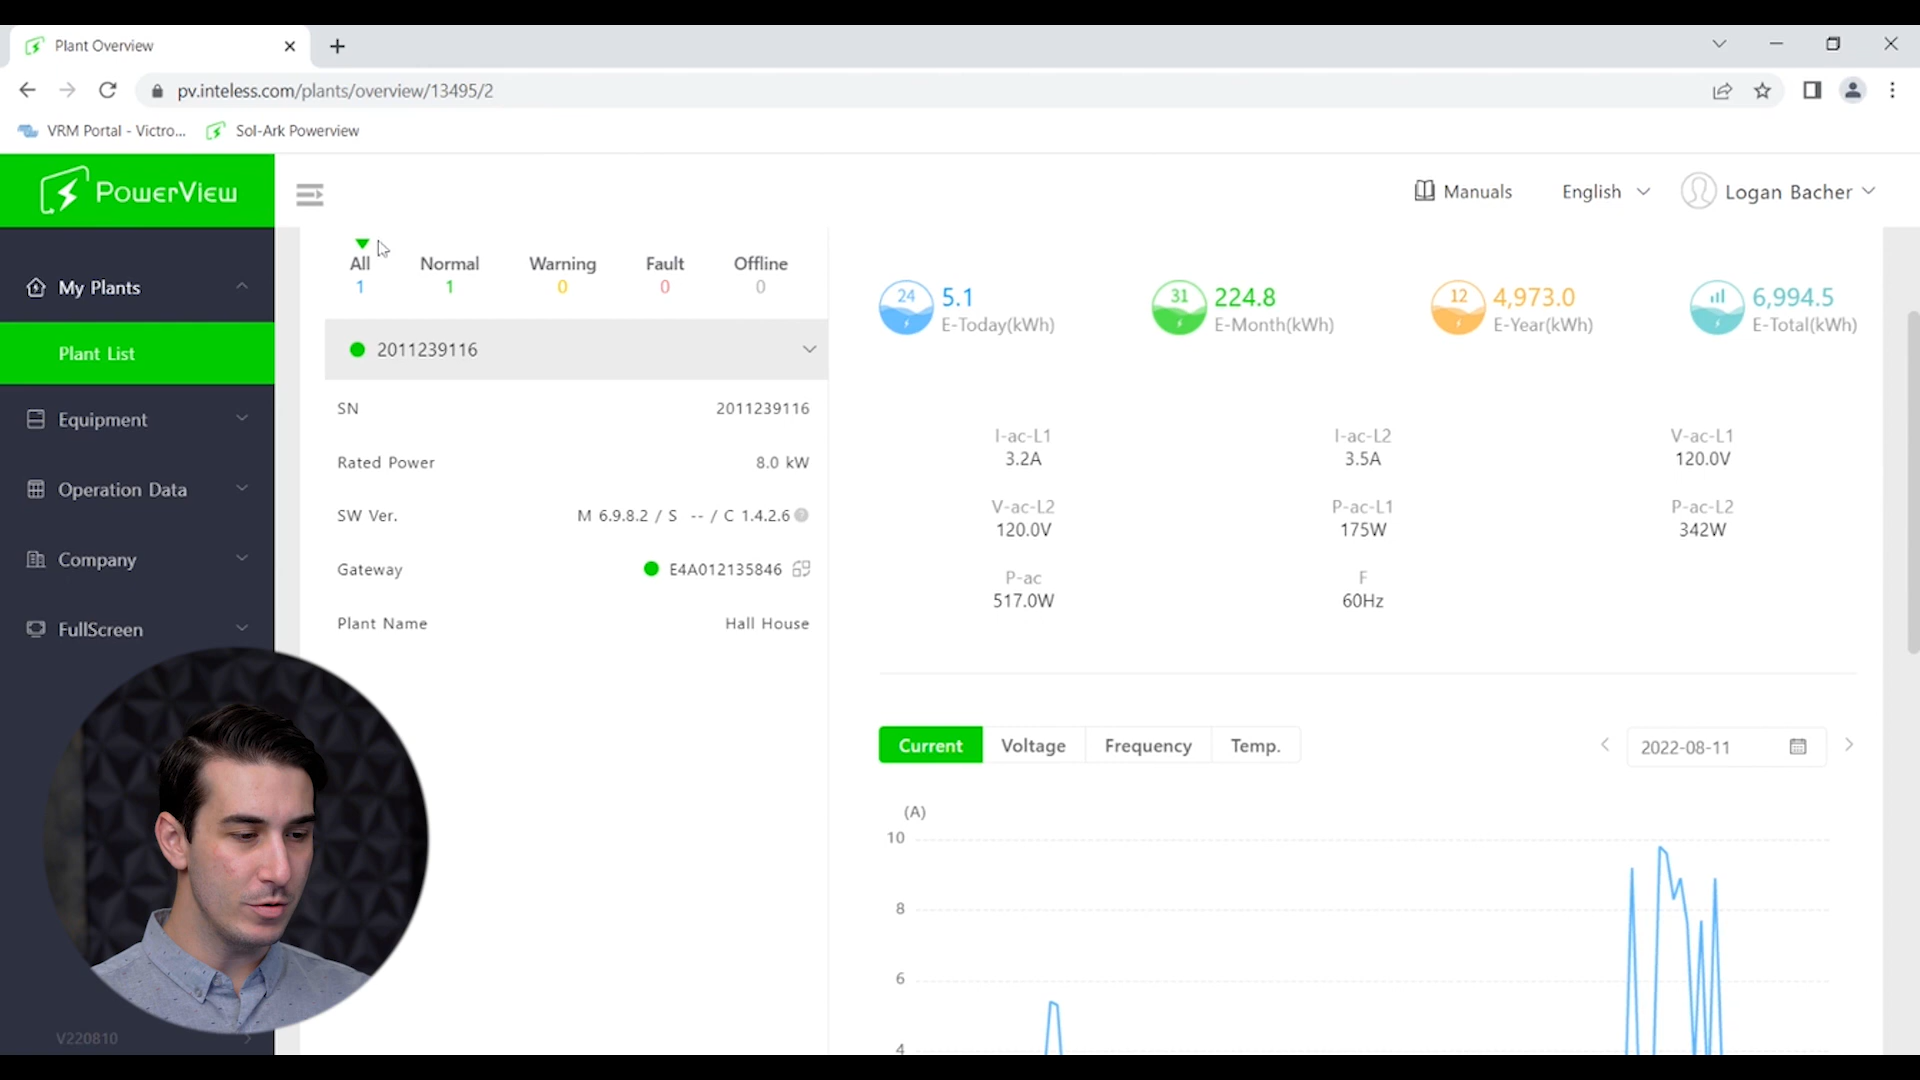 Plant Overview
pv.inteless.com/plants/overview/13495/2
VRM Portal - Victro... Sol-Ark Powerview
PowerView
Manuals English Logan Bacher
My Plants
Plant List
Equipment
Operation Data
Company
FullScreen
V220810
All Normal Warning Fault Offline
1 1 0 0 0
2011239116
SN 2011239116
Rated Power 8.0 kW
SW Ver. M 6.9.8.2 / S -- / C 1.4.2.6 ?
Gateway E4A012135846
Plant Name Hall House
24 5.1 31 224.8 12 4,973.0 6,994.5
E-Today(kWh) E-Month(kWh) E-Year(kWh) E-Total(kWh)
I-ac-L1 I-ac-L2 V-ac-L1
3.2A 3.5A 120.0V
V-ac-L2 P-ac-L1 P-ac-L2
120.0V 175W 342W
P-ac F
517.0W 60Hz
Current Voltage Frequency Temp. 2022-08-11
(A)
10
8
6
4